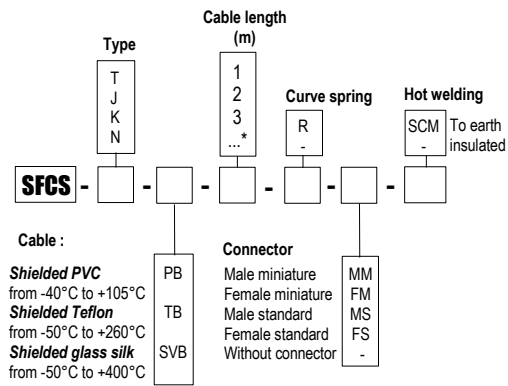 Cable length
(m)
Type
T
J
K
N
1
2
3
...*
Curve spring
R
-
Hot welding
SCM To earth
- insulated
SFCS - - - - - -
Cable :
Shielded PVC PB
from -40°C to +105°C
Shielded Teflon TB
from -50°C to +260°C
Shielded glass silk SVB
from -50°C to +400°C
Connector
Male miniature MM
Female miniature FM
Male standard MS
Female standard FS
Without connector -